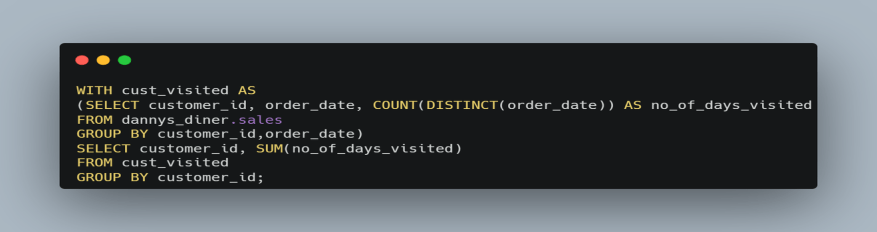 WITH cust_visited AS
(SELECT customer_id, order_date, COUNT(DISTINCT(order_date)) AS no_of_days_visited
FROM dannys_diner.sales
GROUP BY customer_id,order_date)
SELECT customer_id, SUM(no_of_days_visited)
FROM cust_visited
GROUP BY customer_id;